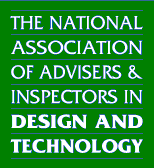 THE NATIONAL
ASSOCIATION
OF ADVISERS &
INSPECTORS IN
DESIGN AND
TECHNOLOGY